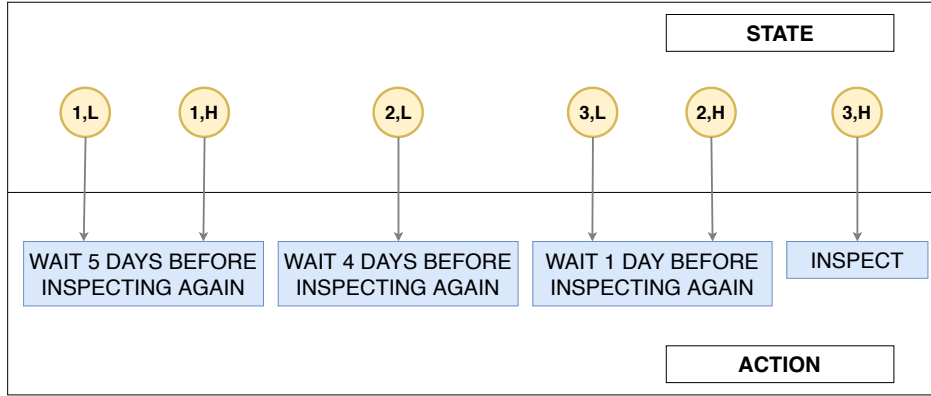 STATE
1,L
1,H
2,L
3,L
2,H
3,H
WAIT 5 DAYS BEFORE
INSPECTING AGAIN
WAIT 4 DAYS BEFORE
INSPECTING AGAIN
WAIT 1 DAY BEFORE
INSPECTING AGAIN
INSPECT
ACTION